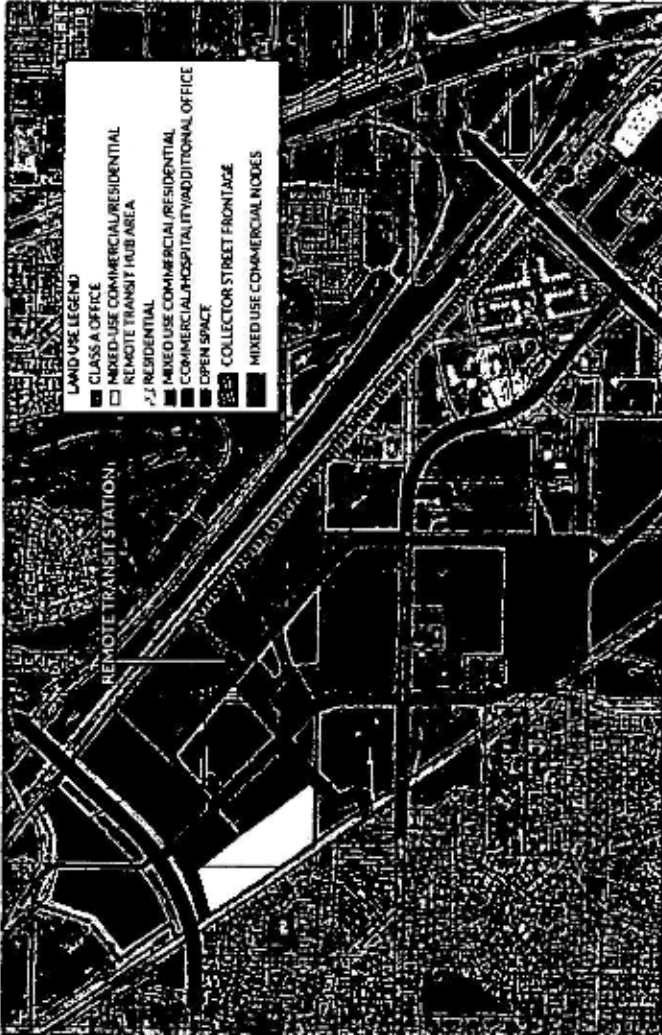 LAND USE LEGEND
CLASS A OFFICE
MIXED-USE COMMERCIAL/RESIDENTIAL
REMOTE TRANSIT HUB AREA
RESIDENTIAL
MIXED USE COMMERCIAL/RESIDENTIAL
COMMERCIAL/HOSPITALITY/ADDITIONAL OFFICE
OPEN SPACE
COLLECTOR STREET FRONTAGE
MIXED USE COMMERCIAL NODES
REMOTE TRANSIT STATION